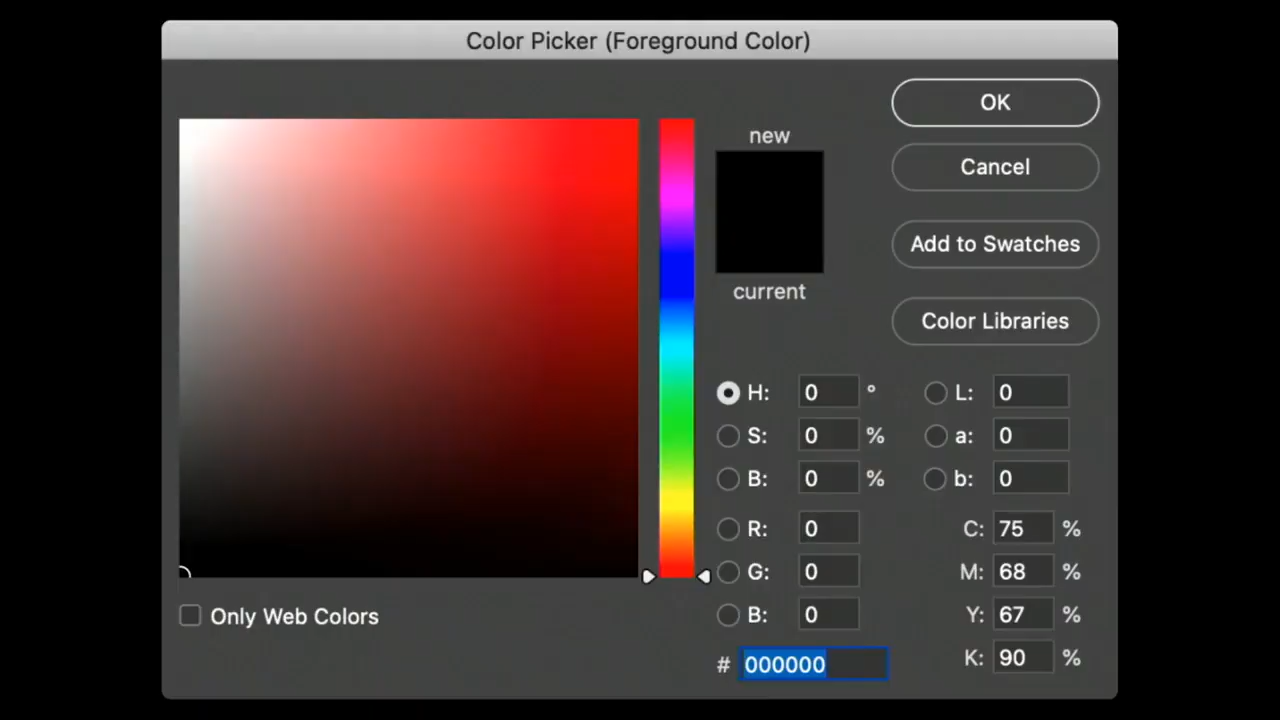 Color Picker (Foreground Color)
OK
new
Cancel
Add to Swatches
current
Color Libraries
H: 0 ° L: 0
S: 0 % a: 0
B: 0 % b: 0
R: 0 C: 75 %
G: 0 M: 68 %
B: 0 Y: 67 %
Only Web Colors
# 000000 K: 90 %